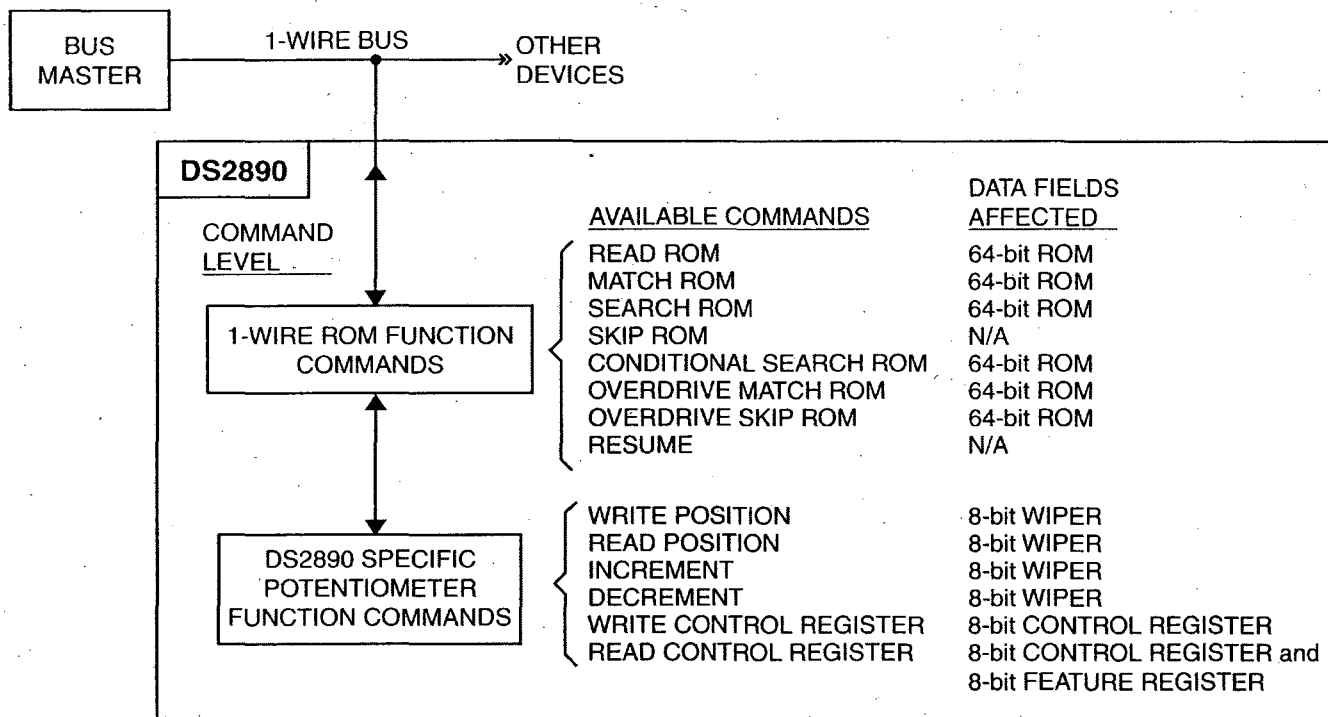 BUS
MASTER
1-WIRE BUS
OTHER
DEVICES
DS2890
COMMAND
LEVEL
AVAILABLE COMMANDS
DATA FIELDS
AFFECTED
1-WIRE ROM FUNCTION
COMMANDS
READ ROM 64-bit ROM
MATCH ROM 64-bit ROM
SEARCH ROM 64-bit ROM
SKIP ROM N/A
CONDITIONAL SEARCH ROM 64-bit ROM
OVERDRIVE MATCH ROM 64-bit ROM
OVERDRIVE SKIP ROM 64-bit ROM
RESUME N/A
DS2890 SPECIFIC
POTENTIOMETER
FUNCTION COMMANDS
WRITE POSITION 8-bit WIPER
READ POSITION 8-bit WIPER
INCREMENT 8-bit WIPER
DECREMENT 8-bit WIPER
WRITE CONTROL REGISTER 8-bit CONTROL REGISTER
READ CONTROL REGISTER 8-bit CONTROL REGISTER and
8-bit FEATURE REGISTER